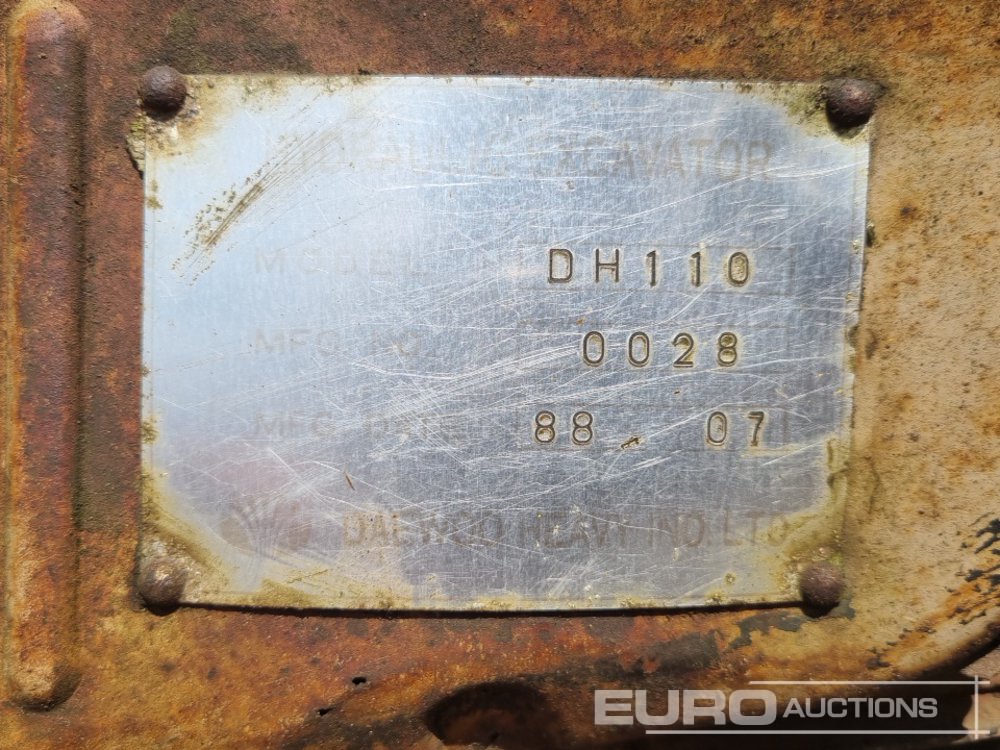 HYDRAULIC EXCAVATOR
MODEL DH110
MFG. NO. 0028
MFG. DATE 88. 07
DAEWOO HEAVY IND. LTD
EURO AUCTIONS